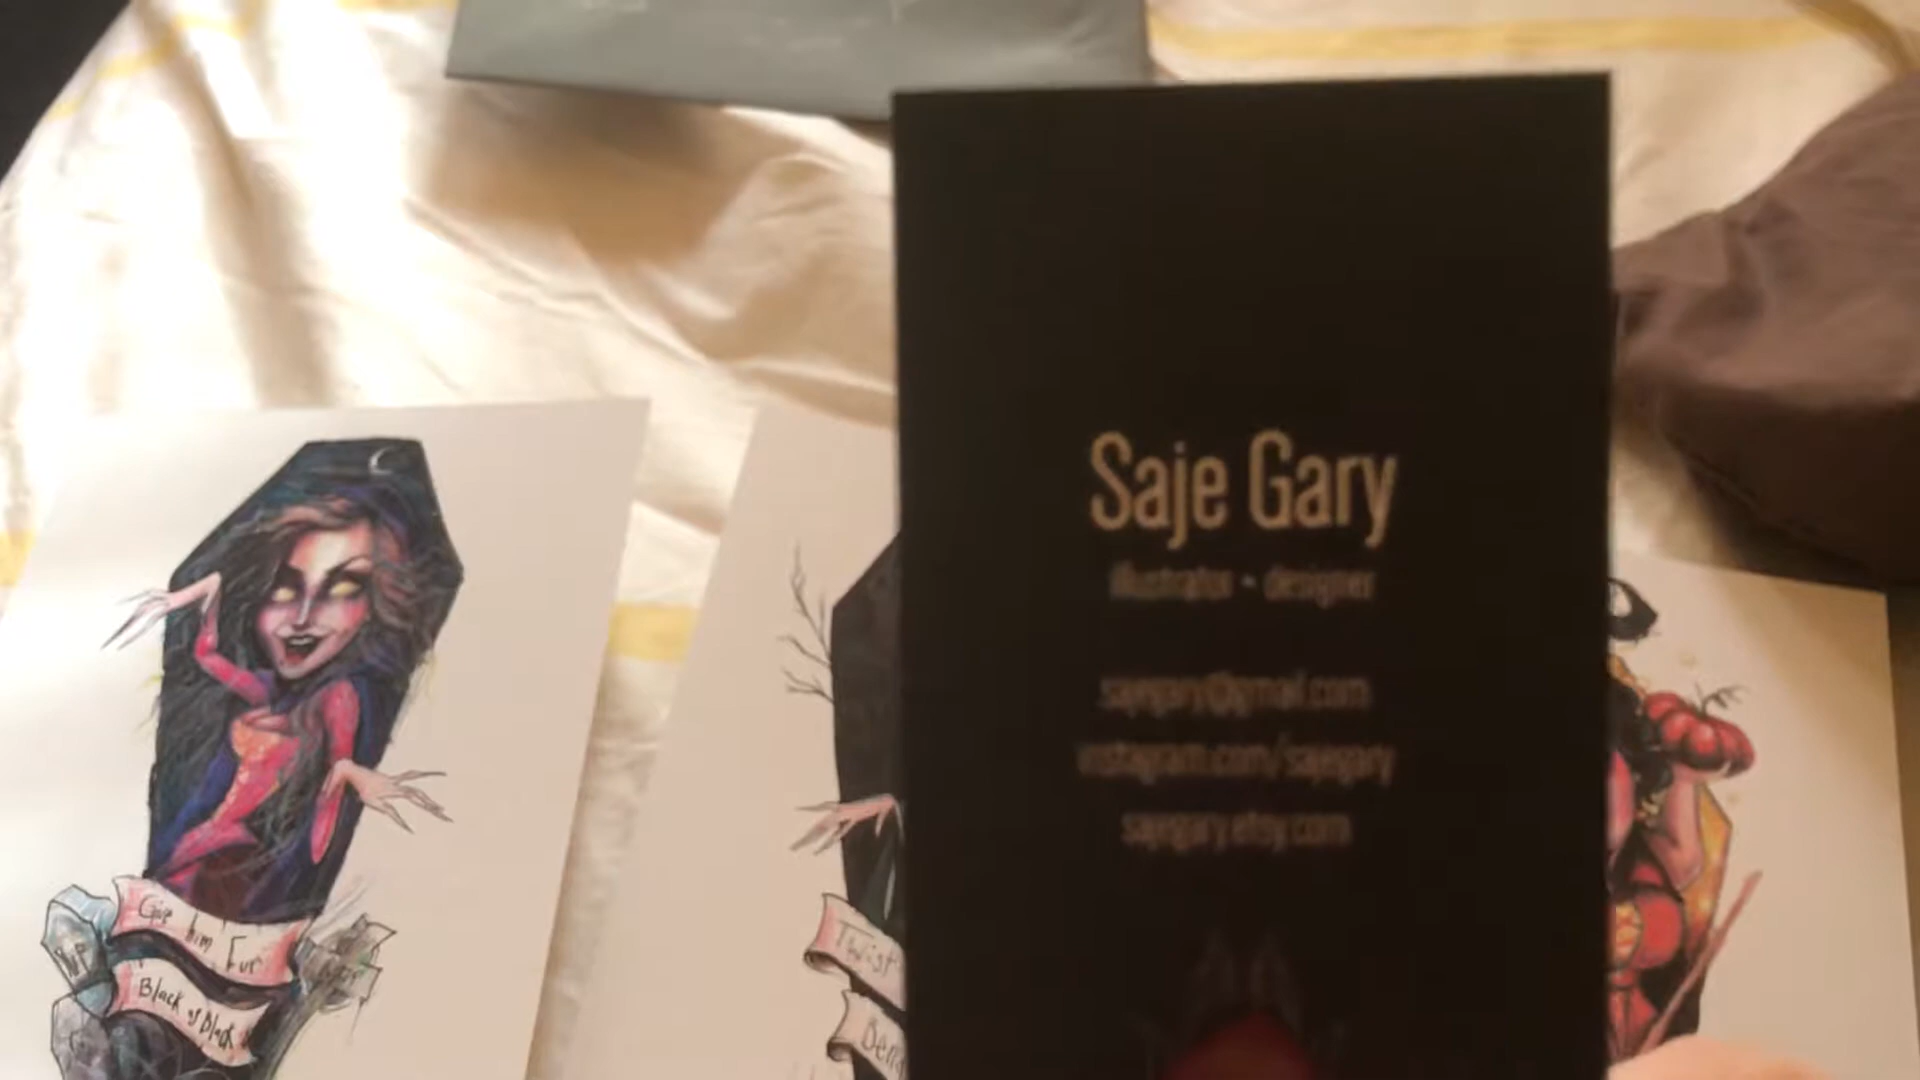 Saje Gary
illustrator - designer
sajegary@gmail.com
instagram.com/sajegary
sajegary.etsy.com
Give him Fur
Black as Black
RIP
Twist